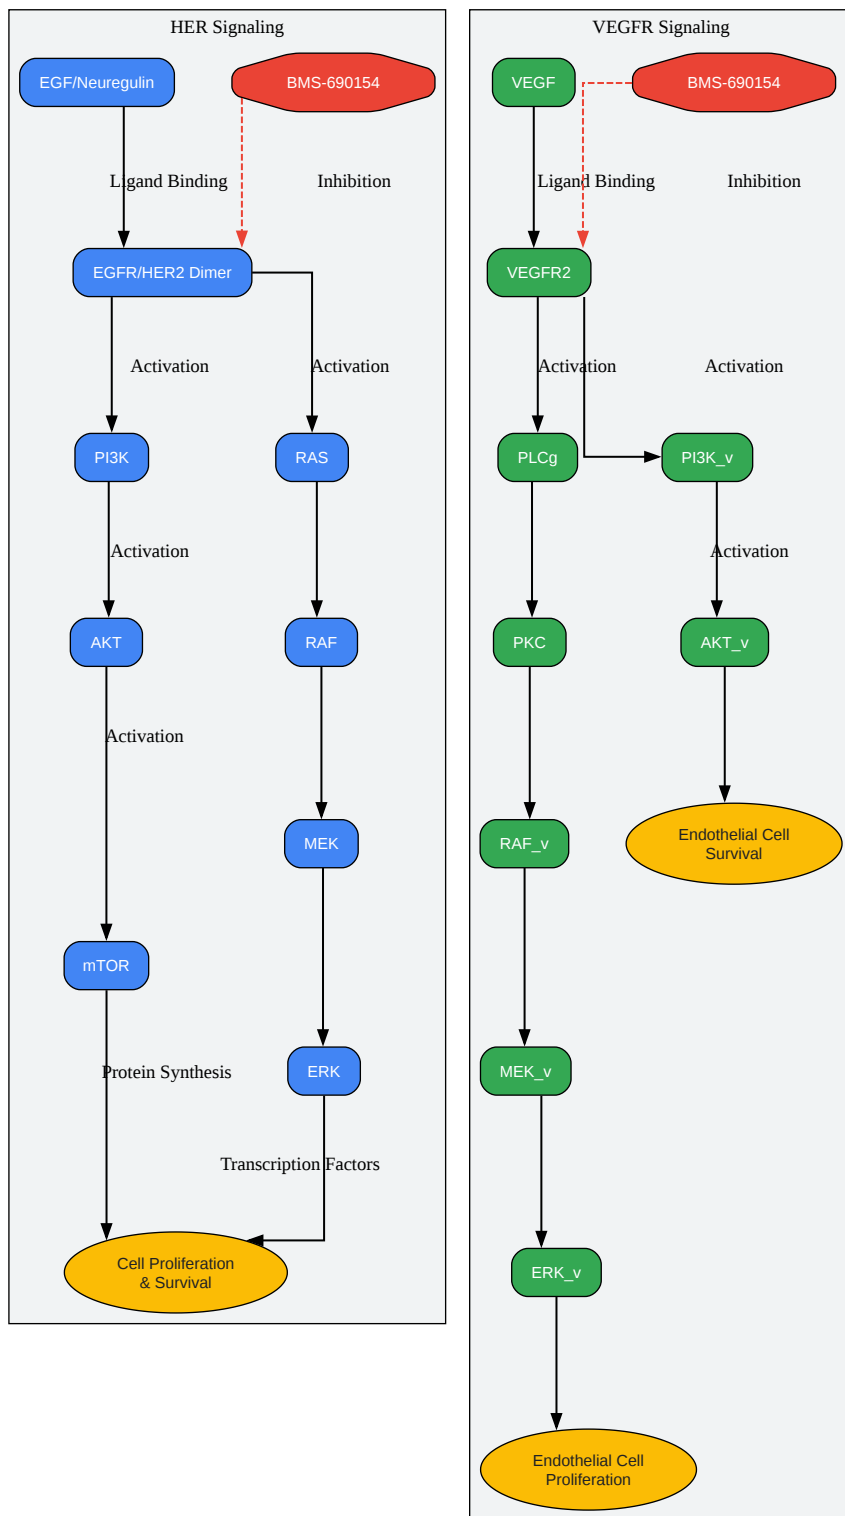 HER Signaling
EGF/Neuregulin
BMS-690154
Ligand Binding
Inhibition
EGFR/HER2 Dimer
Activation
Activation
PI3K
RAS
Activation
AKT
RAF
Activation
MEK
mTOR
Protein Synthesis
ERK
Transcription Factors
Cell Proliferation
& Survival
VEGFR Signaling
VEGF
BMS-690154
Ligand Binding
Inhibition
VEGFR2
Activation
Activation
PLCg
PI3K_v
Activation
PKC
AKT_v
RAF_v
Endothelial Cell
Survival
MEK_v
ERK_v
Endothelial Cell
Proliferation